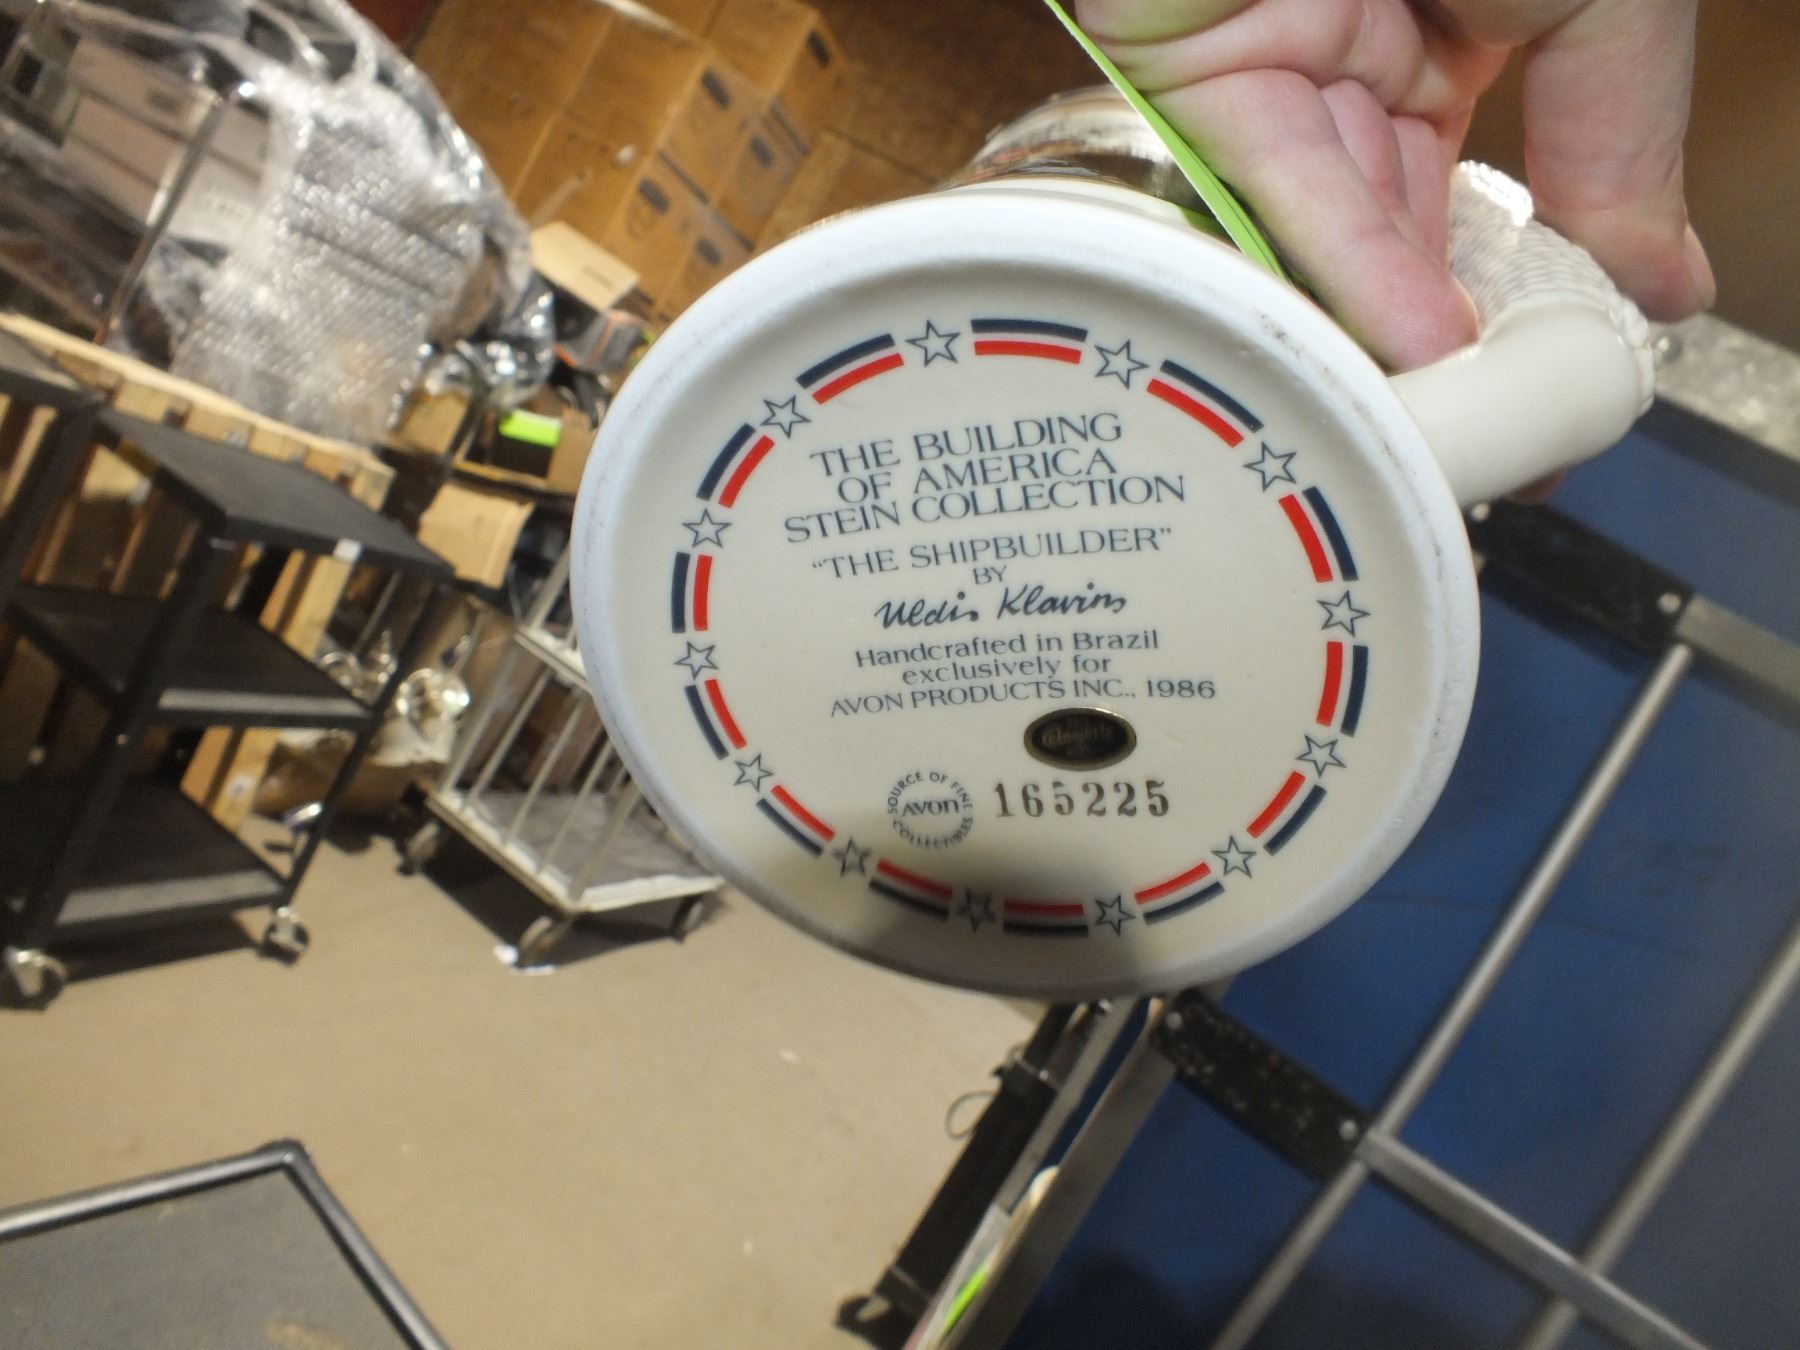 THE BUILDING
OF AMERICA
STEIN COLLECTION
“THE SHIPBUILDER”
BY
Uldis Klavins
Handcrafted in Brazil
exclusively for
AVON PRODUCTS INC., 1986
SOURCE OF FINE
AVON
COLLECTIBLES
165225